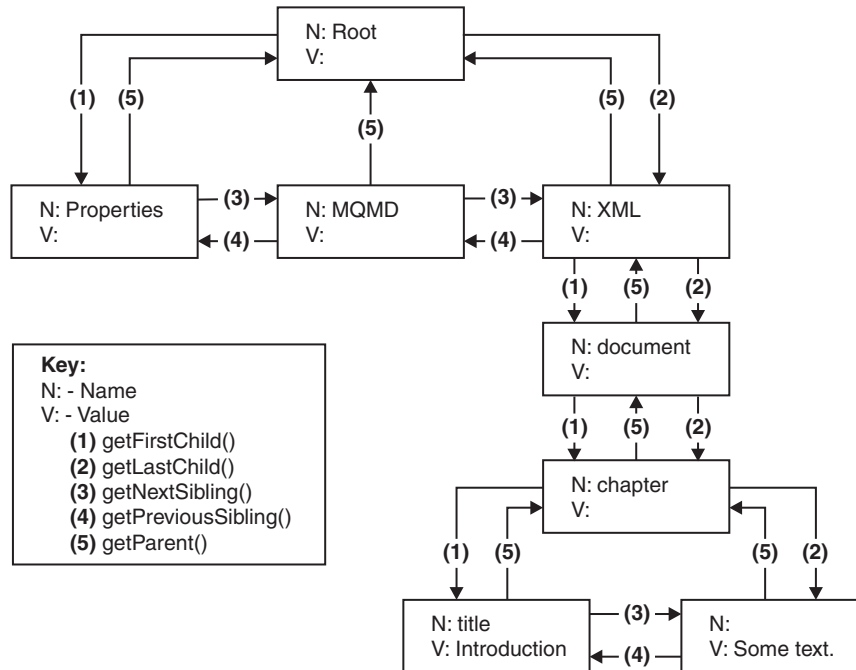 N: Root
V:
(1)
(5)
(5)
(5)
(2)
N: Properties
V:
(3)
(4)
N: MQMD
V:
(3)
(4)
N: XML
V:
(1)
(5)
(2)
N: document
V:
(1)
(5)
(2)
Key:
N: - Name
V: - Value
(1) getFirstChild()
(2) getLastChild()
(3) getNextSibling()
(4) getPreviousSibling()
(5) getParent()
N: chapter
V:
(1)
(5)
(5)
(2)
N: title
V: Introduction
(3)
(4)
N:
V: Some text.